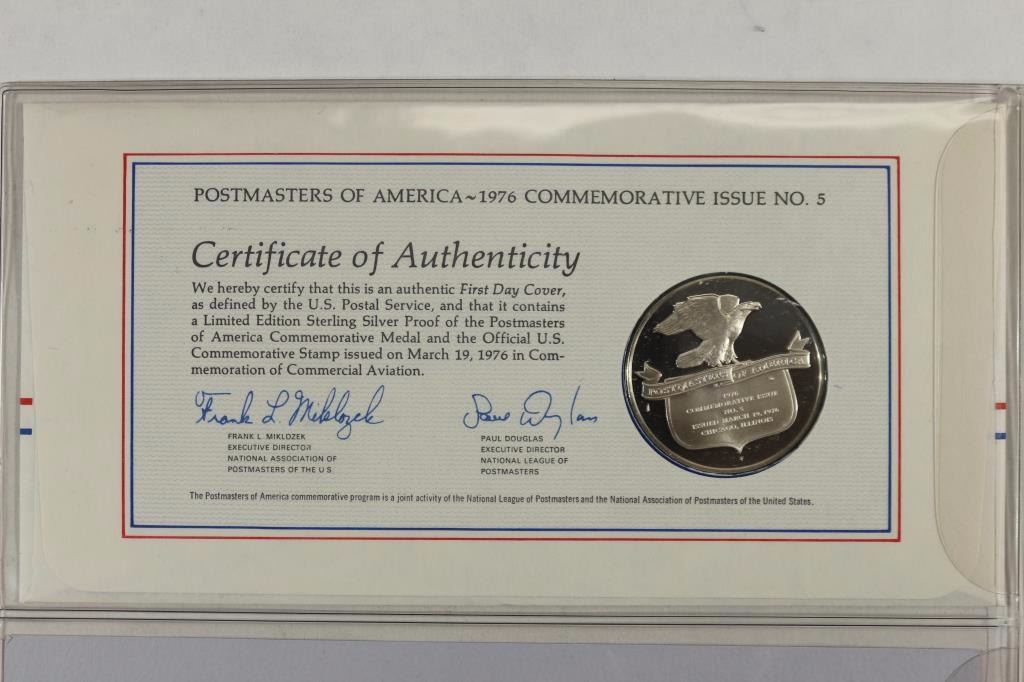 POSTMASTERS OF AMERICA~1976 COMMEMORATIVE ISSUE NO. 5
Certificate of Authenticity
We hereby certify that this is an authentic First Day Cover,
as defined by the U.S. Postal Service, and that it contains
a Limited Edition Sterling Silver Proof of the Postmasters
of America Commemorative Medal and the Official U.S.
Commemorative Stamp issued on March 19, 1976 in Com-
memoration of Commercial Aviation.
Frank L. Miklozek
FRANK L. MIKLOZEK
EXECUTIVE DIRECTOR
NATIONAL ASSOCIATION OF
POSTMASTERS OF THE U.S.
Paul Douglas
PAUL DOUGLAS
EXECUTIVE DIRECTOR
NATIONAL LEAGUE OF
POSTMASTERS
POSTMASTERS OF AMERICA
1976
COMMEMORATIVE ISSUE
NO. 5
ISSUED MARCH 19, 1976
CHICAGO, ILLINOIS
The Postmasters of America commemorative program is a joint activity of the National League of Postmasters and the National Association of Postmasters of the United States.